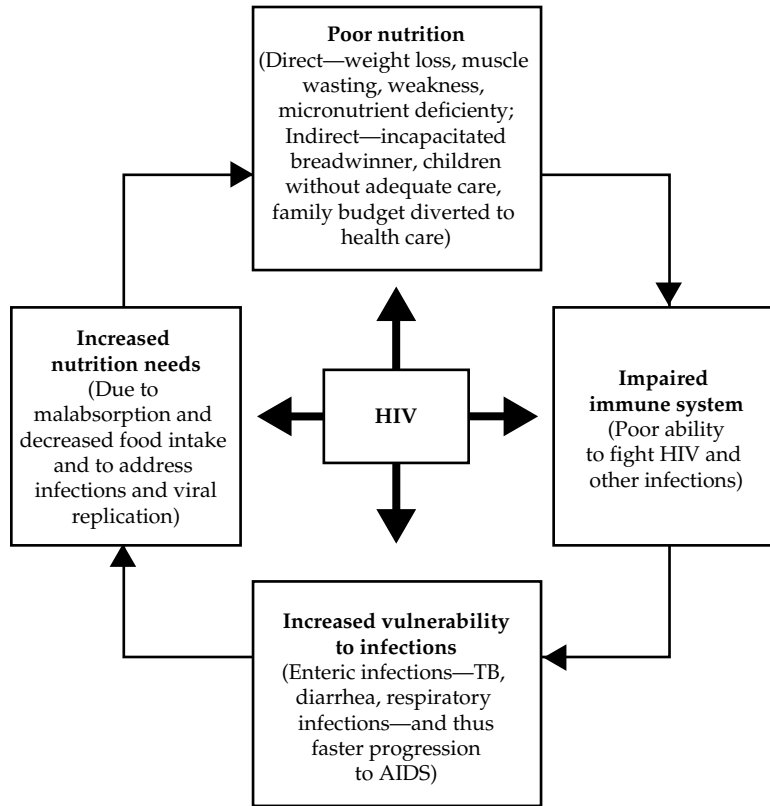 Poor nutrition
(Direct—weight loss, muscle
wasting, weakness,
micronutrient deficienty;
Indirect—incapacitated
breadwinner, children
without adequate care,
family budget diverted to
health care)
Increased
nutrition needs
(Due to
malabsorption and
decreased food intake
and to address
infections and viral
replication)
HIV
Impaired
immune system
(Poor ability
to fight HIV and
other infections)
Increased vulnerability
to infections
(Enteric infections—TB,
diarrhea, respiratory
infections—and thus
faster progression
to AIDS)